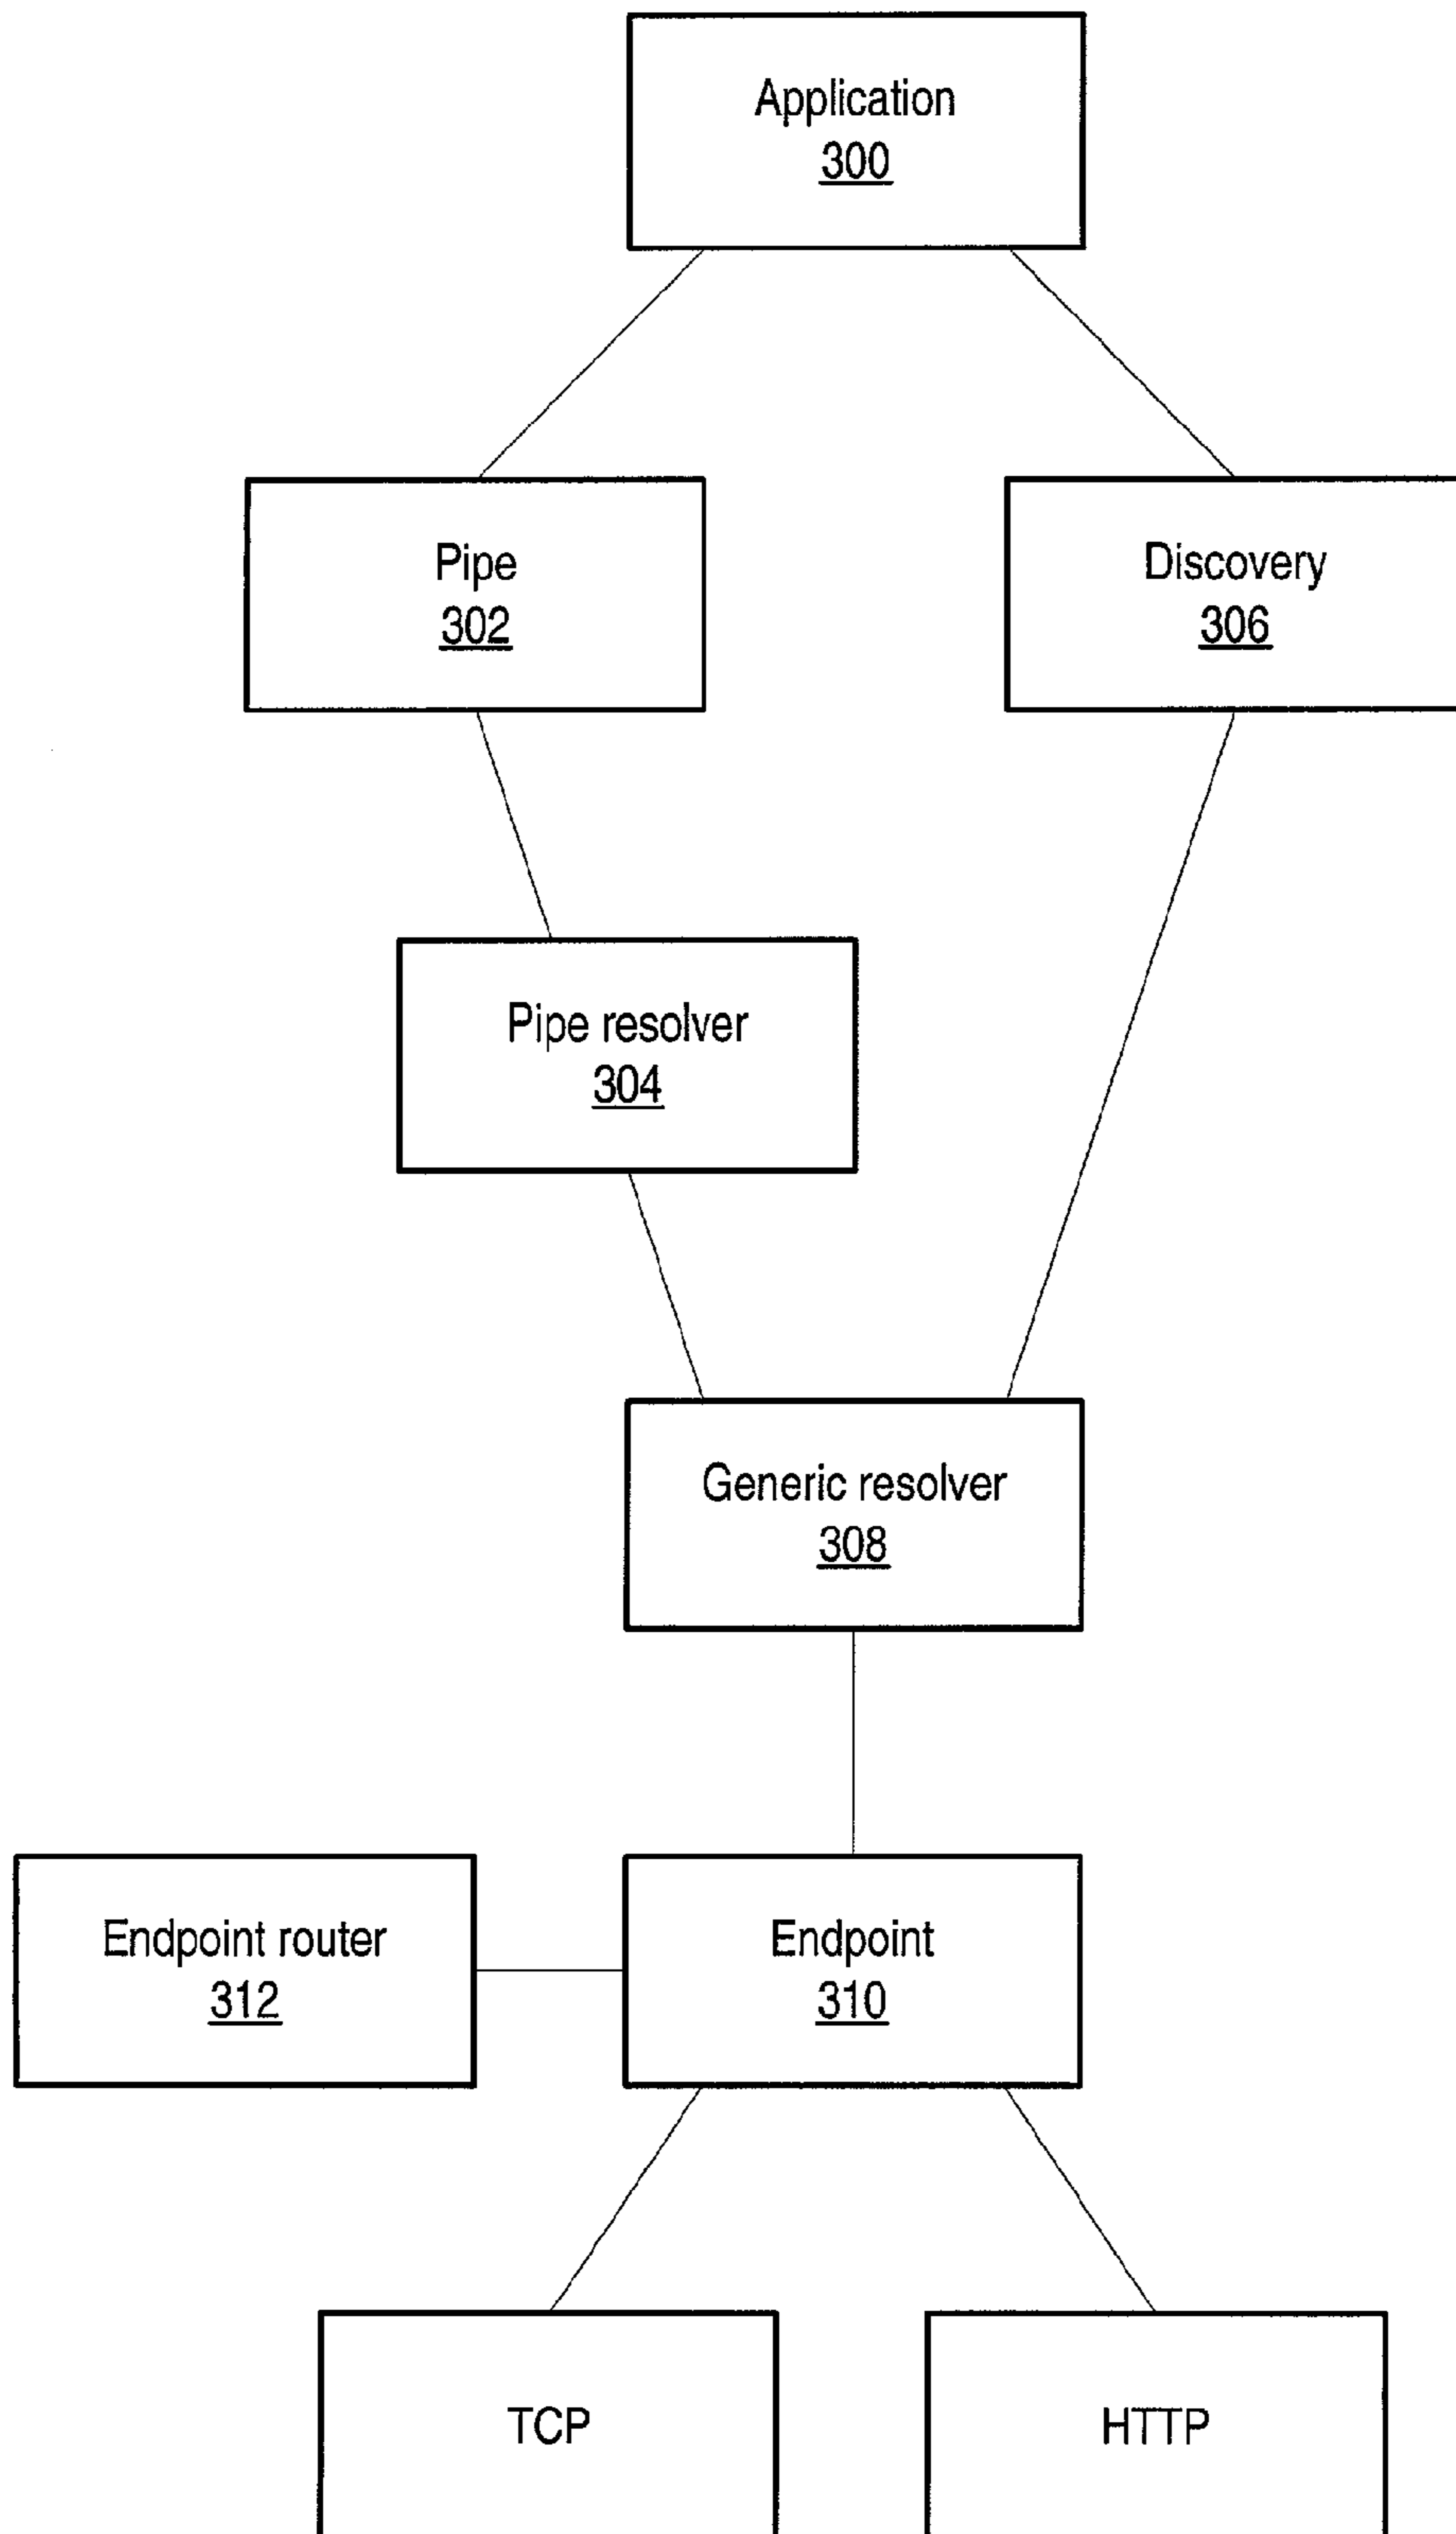 Application
300
Pipe
302
Discovery
306
Pipe resolver
304
Generic resolver
308
Endpoint router
312
Endpoint
310
TCP
HTTP